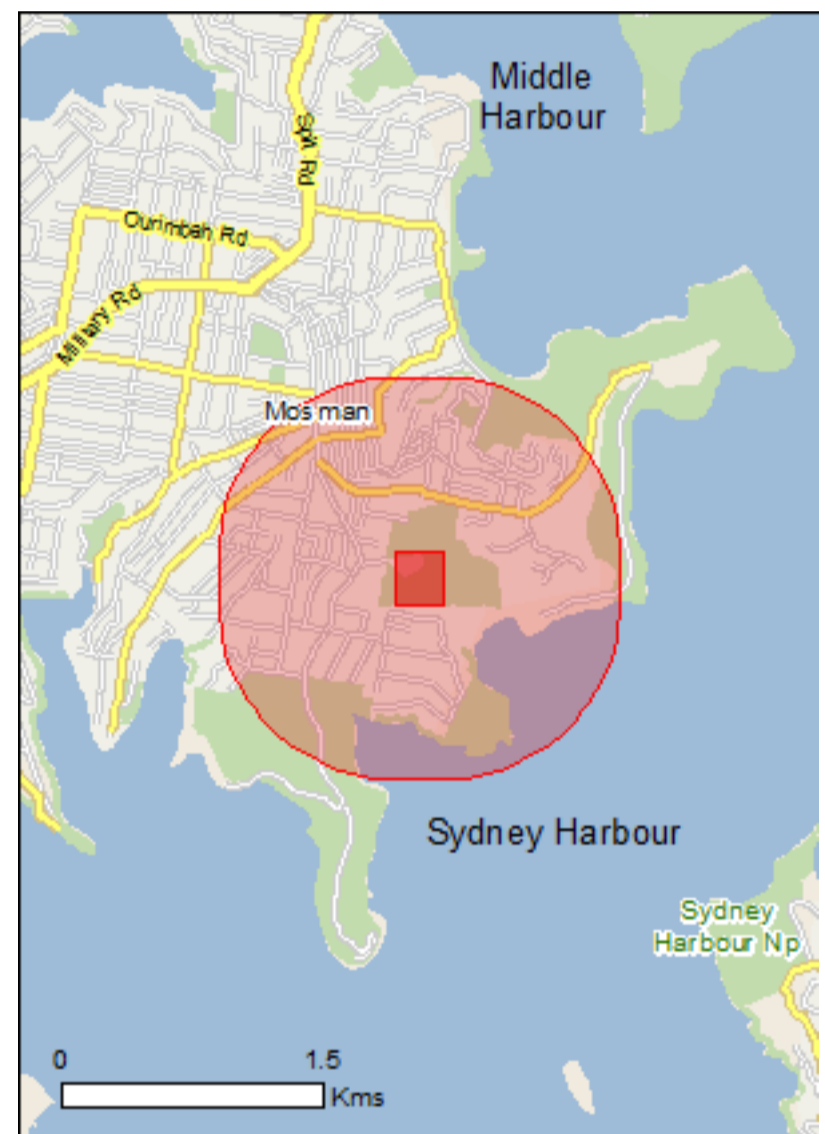 Middle
Harbour
Spit Rd
Ourimbah Rd
Military Rd
Mosman
Sydney Harbour
Sydney
Harbour Np
0 1.5
Kms